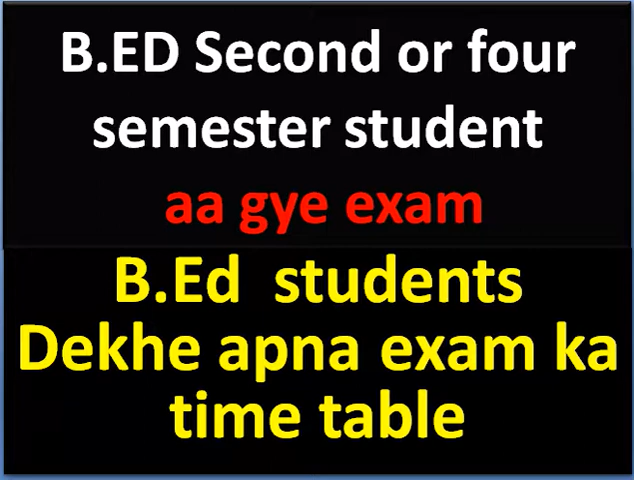 B.ED Second or four
semester student
aa gye exam
B.Ed students
Dekhe apna exam ka
time table